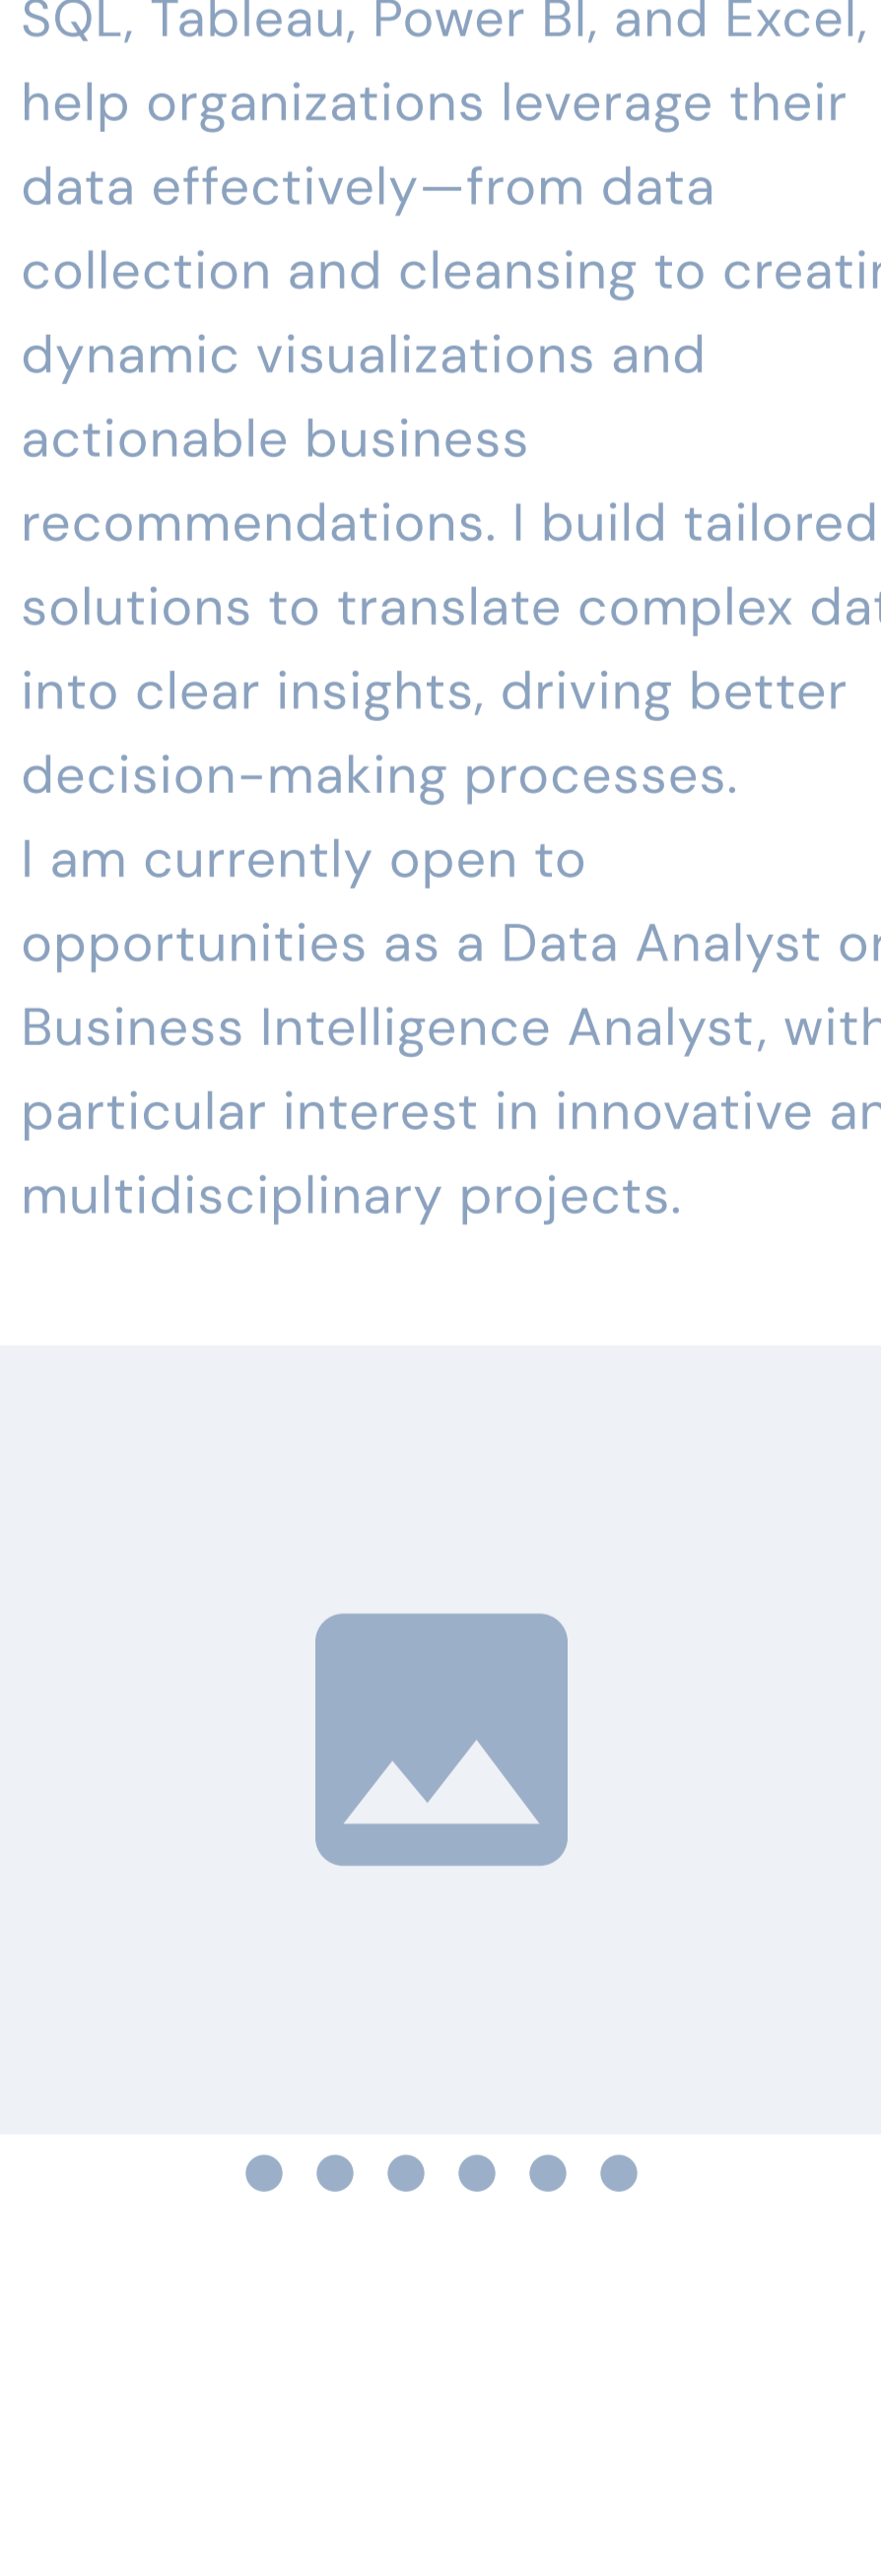 SQL, Tableau, Power BI, and Excel,
help organizations leverage their
data effectively—from data
collection and cleansing to
dynamic visualizations and
actionable business
recommendations. I build tailored
solutions to translate complex
into clear insights, driving better
decision-making processes.
I am currently open to
opportunities as a Data Analyst or
Business Intelligence Analyst, with
particular interest in innovative
multidisciplinary projects.